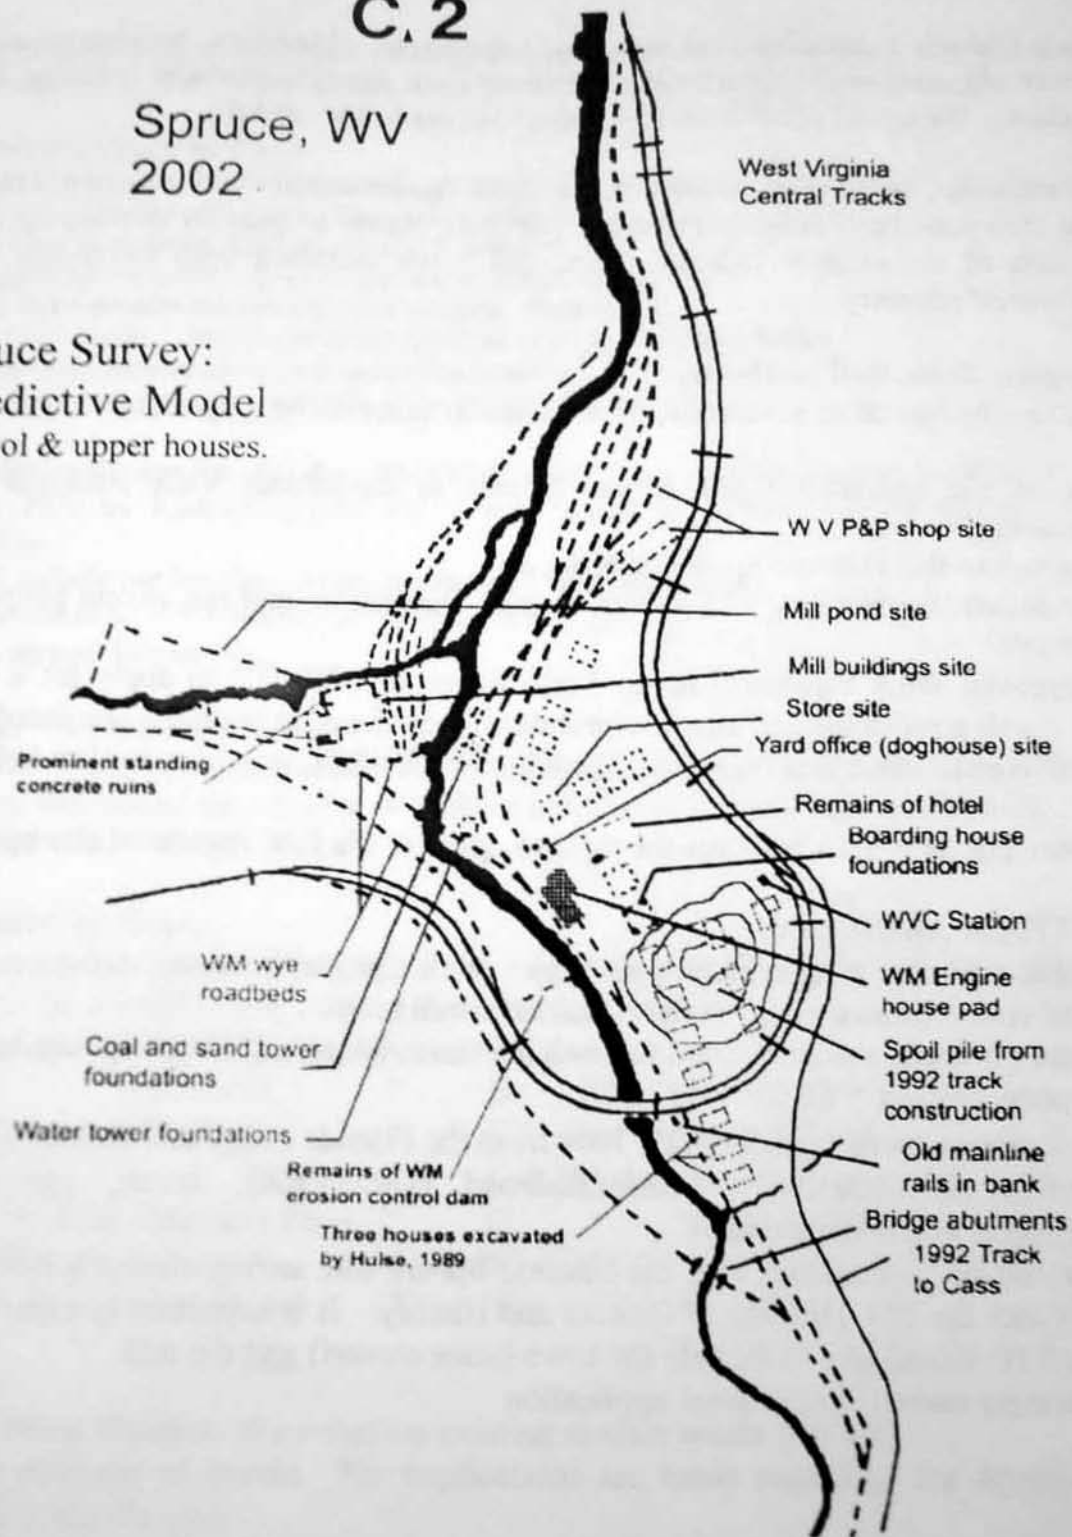 C. 2
Spruce, WV
2002
West Virginia
Central Tracks
uce Survey:
edictive Model
ol & upper houses.
W V P&P shop site
Mill pond site
Mill buildings site
Store site
Yard office (doghouse) site
Prominent standing
concrete ruins
Remains of hotel
Boarding house
foundations
WVC Station
WM wye
roadbeds
WM Engine
house pad
Coal and sand tower
foundations
Spoil pile from
1992 track
construction
Water tower foundations
Remains of WM
erosion control dam
Old mainline
rails in bank
Three houses excavated
by Hulse, 1989
Bridge abutments
1992 Track
to Cass